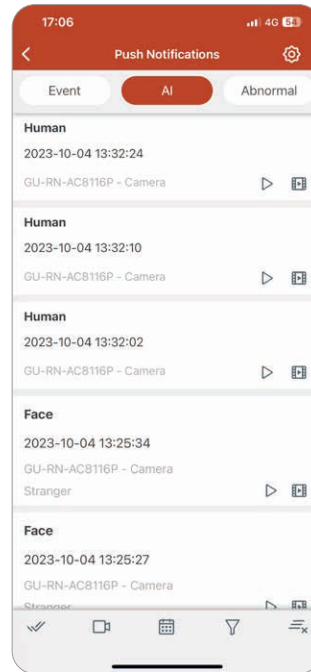 17:06 4G 54
Push Notifications
Event AI Abnormal
Human
2023-10-04 13:32:24
GU-RN-AC8116P - Camera
Human
2023-10-04 13:32:10
GU-RN-AC8116P - Camera
Human
2023-10-04 13:32:02
GU-RN-AC8116P - Camera
Face
2023-10-04 13:25:34
GU-RN-AC8116P - Camera
Stranger
Face
2023-10-04 13:25:27
GU-RN-AC8116P - Camera
Stranger